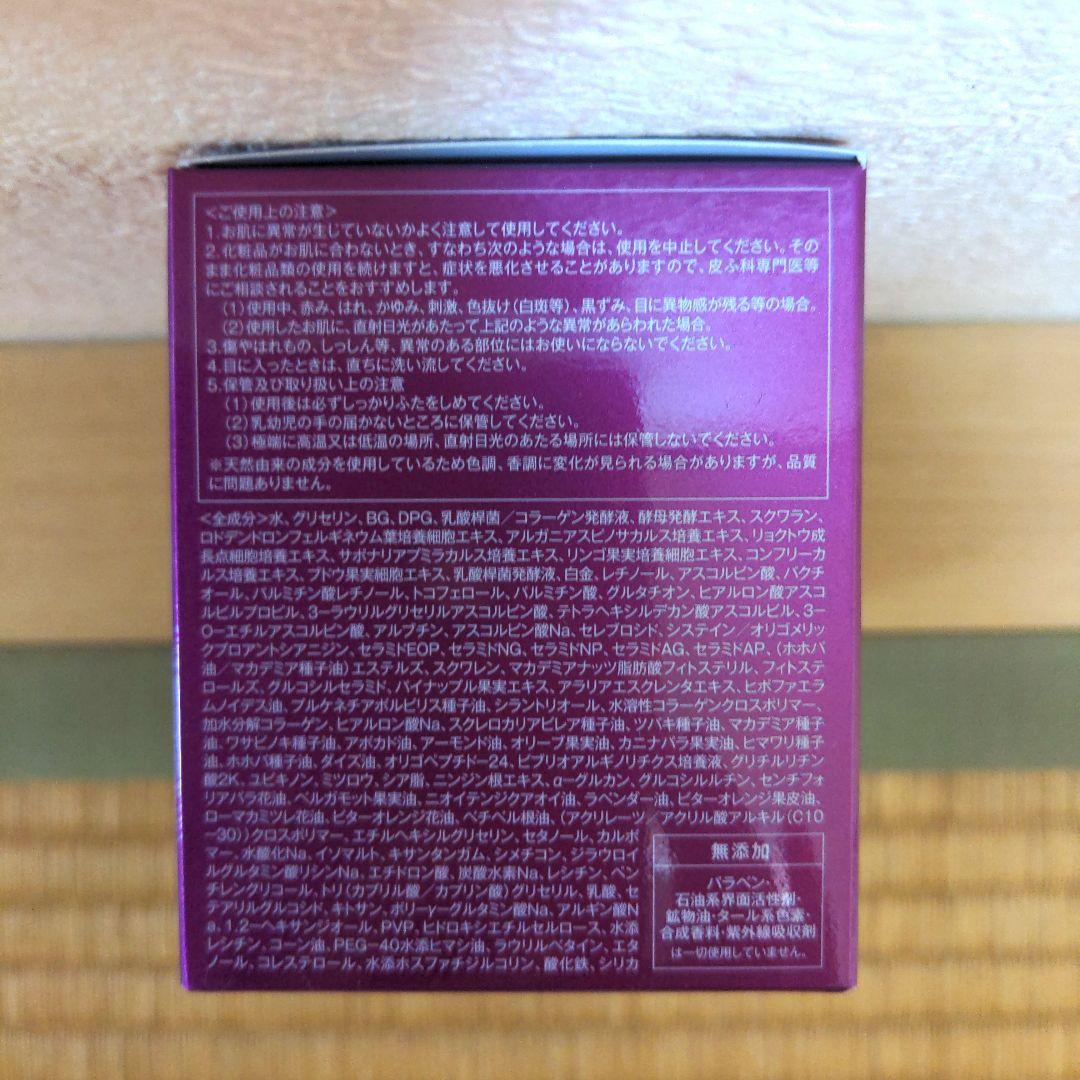 <ご使用上の注意>
1.お肌に異常が生じていないかよく注意して使用してください。
2.化粧品がお肌に合わないとき、すなわち次のような場合は、使用を中止してください。その
まま化粧品類の使用を続けますと、症状を悪化させることがありますので、皮ふ科専門医等
にご相談されることをおすすめします。
(1)使用中、赤み、はれ、かゆみ、刺激、色抜け(白斑等)、黒ずみ、目に異物感が残る等の場合。
(2)使用したお肌に、直射日光があたって上記のような異常があらわれた場合。
3.傷やはれもの、しっしん等、異常のある部位にはお使いにならないでください。
4.目に入ったときは、直ちに洗い流してください。
5.保管及び取り扱い上の注意
(1)使用後は必ずしっかりふたをしめてください。
(2)乳幼児の手の届かないところに保管してください。
(3)極端に高温又は低温の場所、直射日光のあたる場所には保管しないでください。
※天然由来の成分を使用しているため色調、香調に変化が見られる場合がありますが、品質
に問題ありません。
<全成分>水、グリセリン、BG、DPG、乳酸桿菌/コラーゲン発酵液、酵母発酵エキス、スクワラン、
ロドデンドロンフェルギネウム葉培養細胞エキス、アルガニアスピノサカルス培養エキス、リョクトウ成
長点細胞培養エキス、サポナリアプミラカルス培養エキス、リンゴ果実培養細胞エキス、コンフリーカ
ルス培養エキス、ブドウ果実細胞エキス、乳酸桿菌発酵液、白金、レチノール、アスコルビン酸、バクチ
オール、パルミチン酸レチノール、トコフェロール、パルミチン酸、グルタチオン、ヒアルロン酸アスコ
ルビルプロピル、3-ラウリルグリセリルアスコルビン酸、テトラヘキシルデカン酸アスコルビル、3-
O-エチルアスコルビン酸、アルブチン、アスコルビン酸Na、セレブロシド、システイン/オリゴメリッ
クプロアントシアニジン、セラミドEOP、セラミドNG、セラミドNP、セラミドAG、セラミドAP、(ホホバ
油/マカデミア種子油)エステルズ、スクワレン、マカデミアナッツ脂肪酸フィトステリル、フィトステ
ロールズ、グルコシルセラミド、パイナップル果実エキス、アラリアエスクレンタエキス、ヒポファエラ
ムノイデス油、プルケネチアボルビリス種子油、シラントリオール、水溶性コラーゲンクロスポリマー、
加水分解コラーゲン、ヒアルロン酸Na、スクレロカリアビレア種子油、ツバキ種子油、マカデミア種子
油、ワサビノキ種子油、アボカド油、アーモンド油、オリーブ果実油、カニナバラ果実油、ヒマワリ種子
油、ホホバ種子油、ダイズ油、オリゴペプチド-24、ビブリオアルギノリチクス培養液、グリチルリチン
酸2K、ユビキノン、ミツロウ、シア脂、ニンジン根エキス、α-グルカン、グルコシルルチン、センチフォ
リアバラ花油、ベルガモット果実油、ニオイテンジクアオイ油、ラベンダー油、ビターオレンジ果皮油、
ローマカミツレ花油、ビターオレンジ花油、ベチベル根油、(アクリレーツ/アクリル酸アルキル(C10
-30))クロスポリマー、エチルヘキシルグリセリン、セタノール、カルボ
マー、水酸化Na、イソマルト、キサンタンガム、シメチコン、ジラウロイ
ルグルタミン酸リシンNa、エチドロン酸、炭酸水素Na、レシチン、ペン
チレングリコール、トリ(カプリル酸/カプリン酸)グリセリル、乳酸、セ
テアリルグルコシド、キトサン、ポリ-γ-グルタミン酸Na、アルギン酸N
a、1,2-ヘキサンジオール、PVP、ヒドロキシエチルセルロース、水添
レシチン、コーン油、PEG-40水添ヒマシ油、ラウリルベタイン、エタ
ノール、コレステロール、水添ホスファチジルコリン、酸化鉄、シリカ
無添加
パラベン・
石油系界面活性剤・
鉱物油・タール系色素・
合成香料・紫外線吸収剤
は一切使用していません。